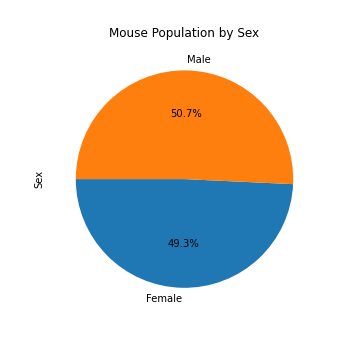 Mouse Population by Sex
Male
50.7%
Sex
49.3%
Female